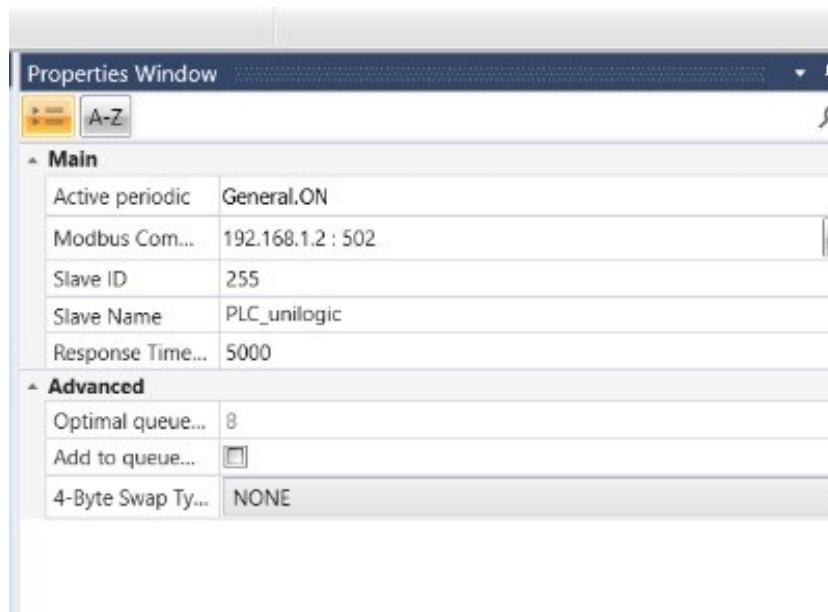 Properties Window
A-Z
Main
Active periodic General.ON
Modbus Com... 192.168.1.2 : 502
Slave ID 255
Slave Name PLC_unilogic
Response Time... 5000
Advanced
Optimal queue... 8
Add to queue...
4-Byte Swap Ty... NONE